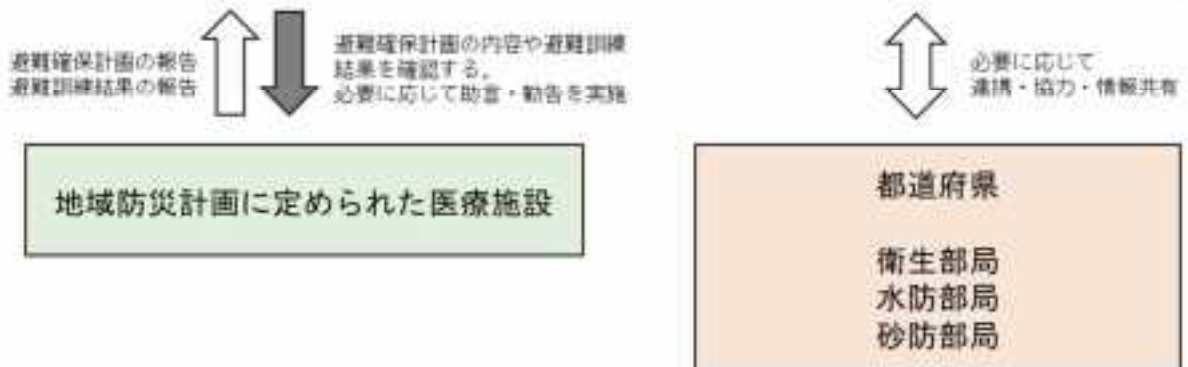 避難確保計画の報告
避難訓練結果の報告
避難確保計画の内容や避難訓練
結果を確認する。
必要に応じて助言・勧告を実施
必要に応じて
連携・協力・情報共有
地域防災計画に定められた医療施設
都道府県
衛生部局
水防部局
砂防部局